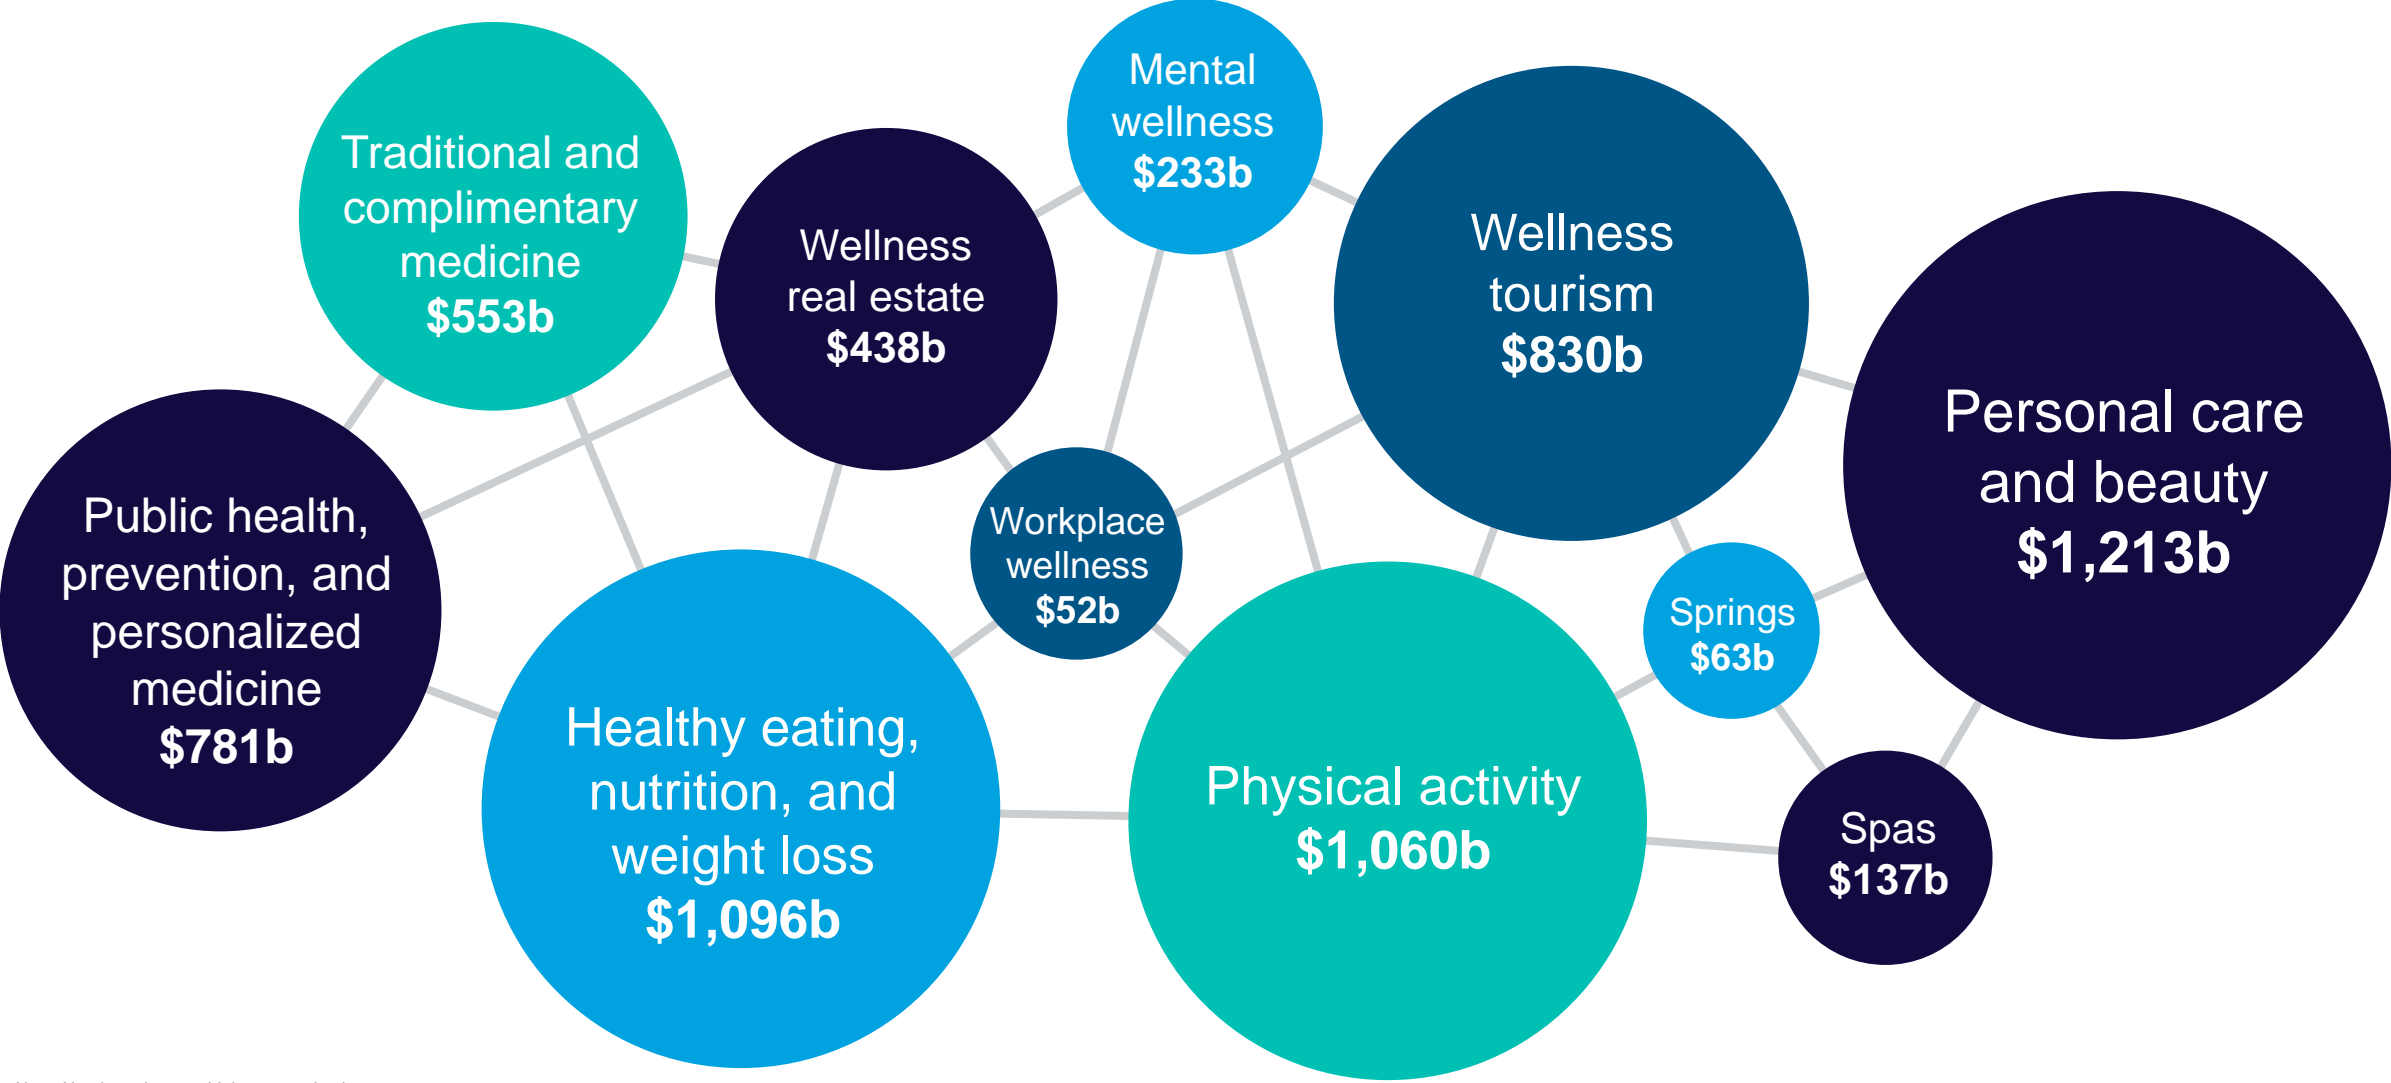 Traditional and
complimentary
medicine
$553b
Wellness
real estate
$438b
Mental
wellness
$233b
Wellness
tourism
$830b
Personal care
and beauty
$1,213b
Public health,
prevention, and
personalized
medicine
$781b
Workplace
wellness
$52b
Springs
$63b
Healthy eating,
nutrition, and
weight loss
$1,096b
Physical activity
$1,060b
Spas
$137b